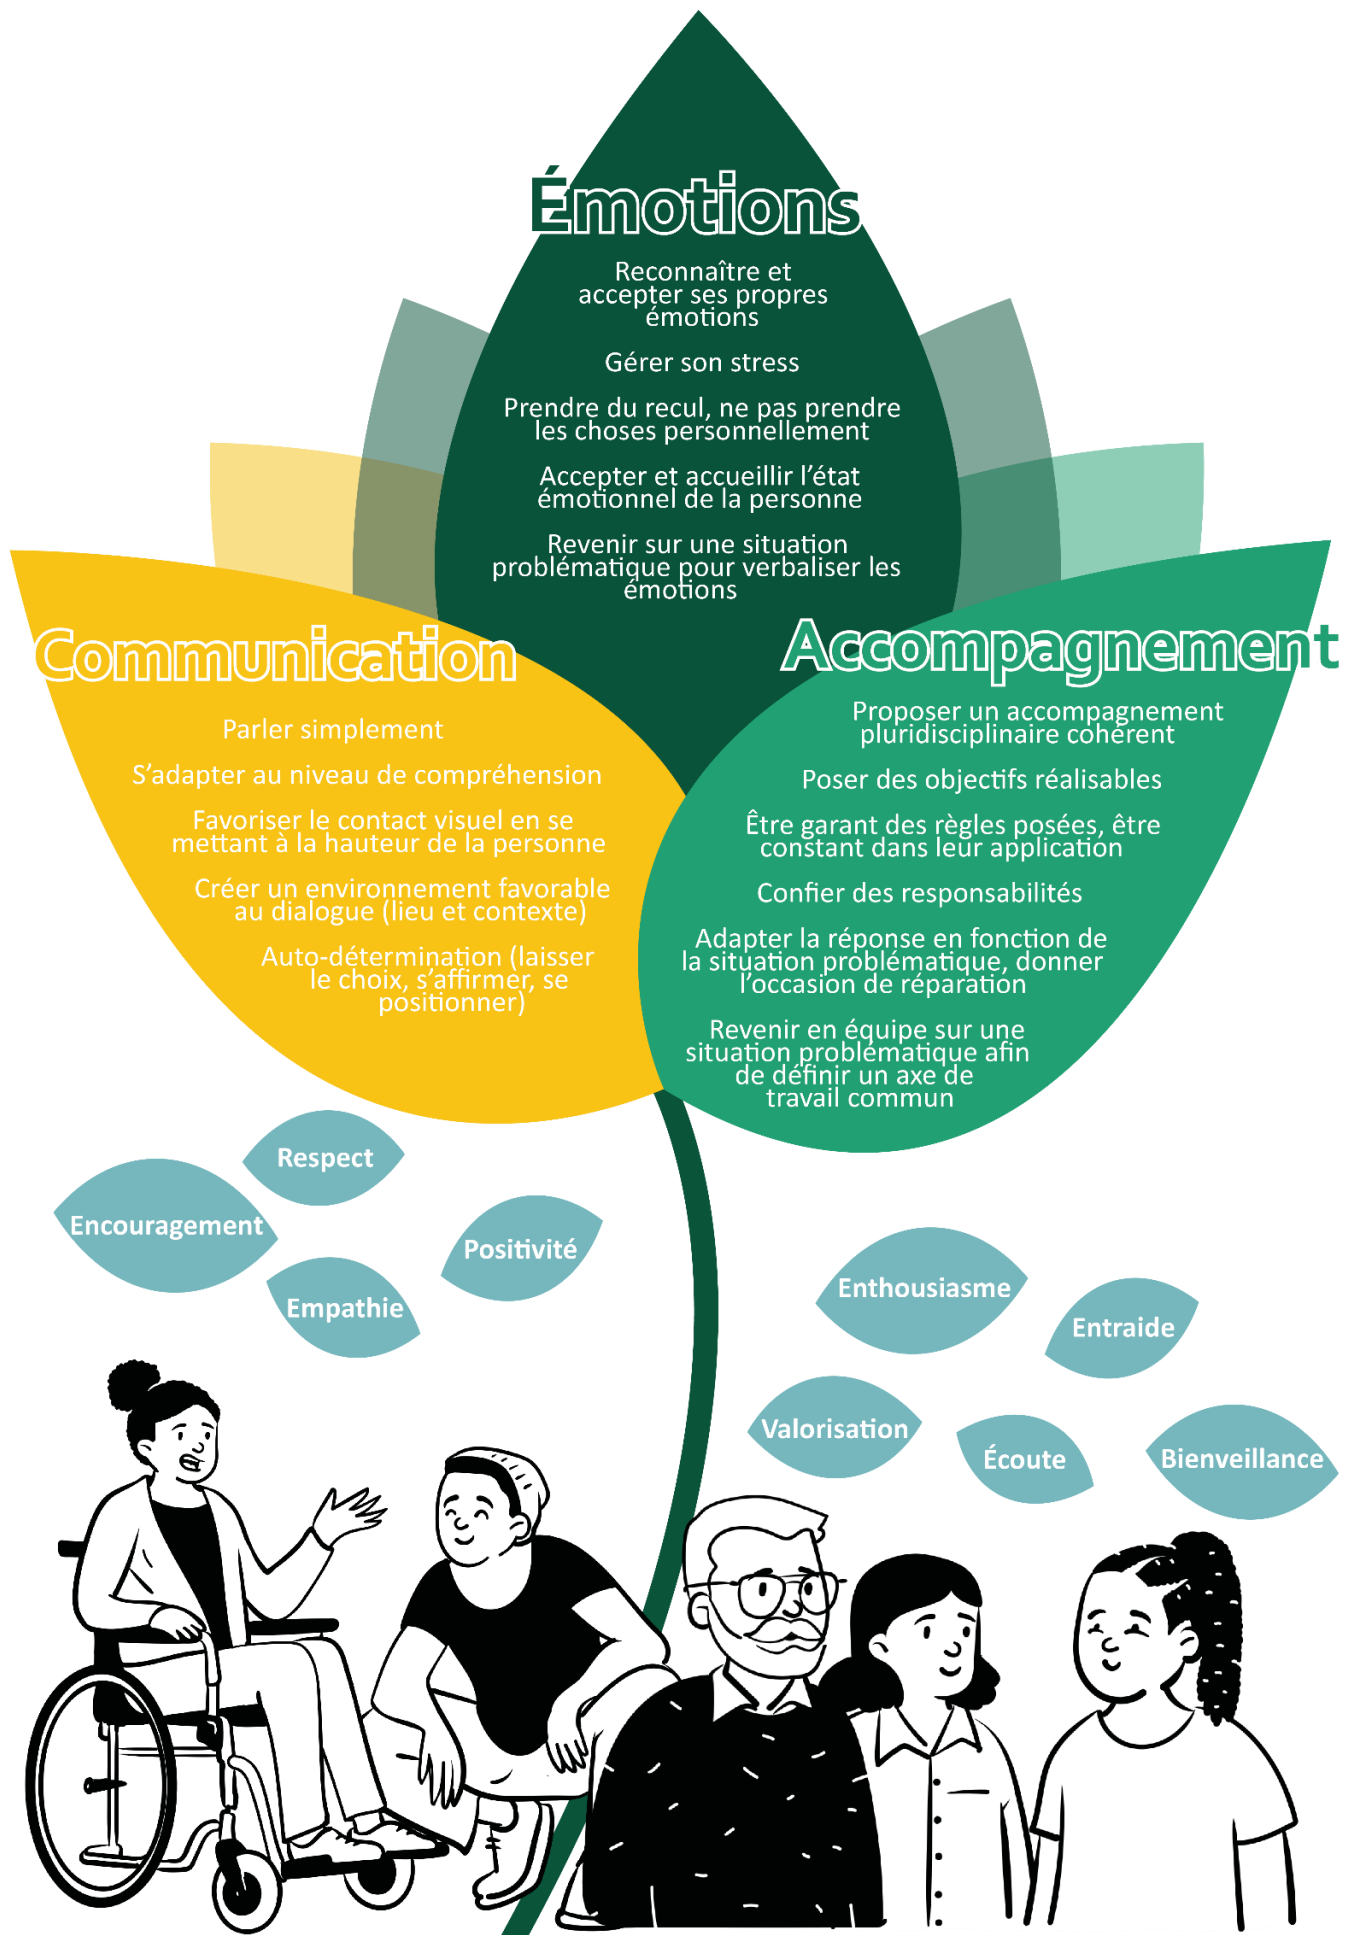 Émotions
Reconnaître et
accepter ses propres
émotions
Gérer son stress
Prendre du recul, ne pas prendre
les choses personnellement
Accepter et accueillir l’état
émotionnel de la personne
Revenir sur une situation
problématique pour verbaliser les
émotions
Communication
Parler simplement
S’adapter au niveau de compréhension
Favoriser le contact visuel en se
mettant à la hauteur de la personne
Créer un environnement favorable
au dialogue (lieu et contexte)
Auto-détermination (laisser
le choix, s’affirmer, se
positionner)
Accompagnement
Proposer un accompagnement
pluridisciplinaire cohérent
Poser des objectifs réalisables
Être garant des règles posées, être
constant dans leur application
Confier des responsabilités
Adapter la réponse en fonction de
la situation problématique, donner
l’occasion de réparation
Revenir en équipe sur une
situation problématique afin
de définir un axe de
travail commun
Respect
Encouragement
Positivité
Empathie
Enthousiasme
Entraide
Valorisation
Écoute
Bienveillance